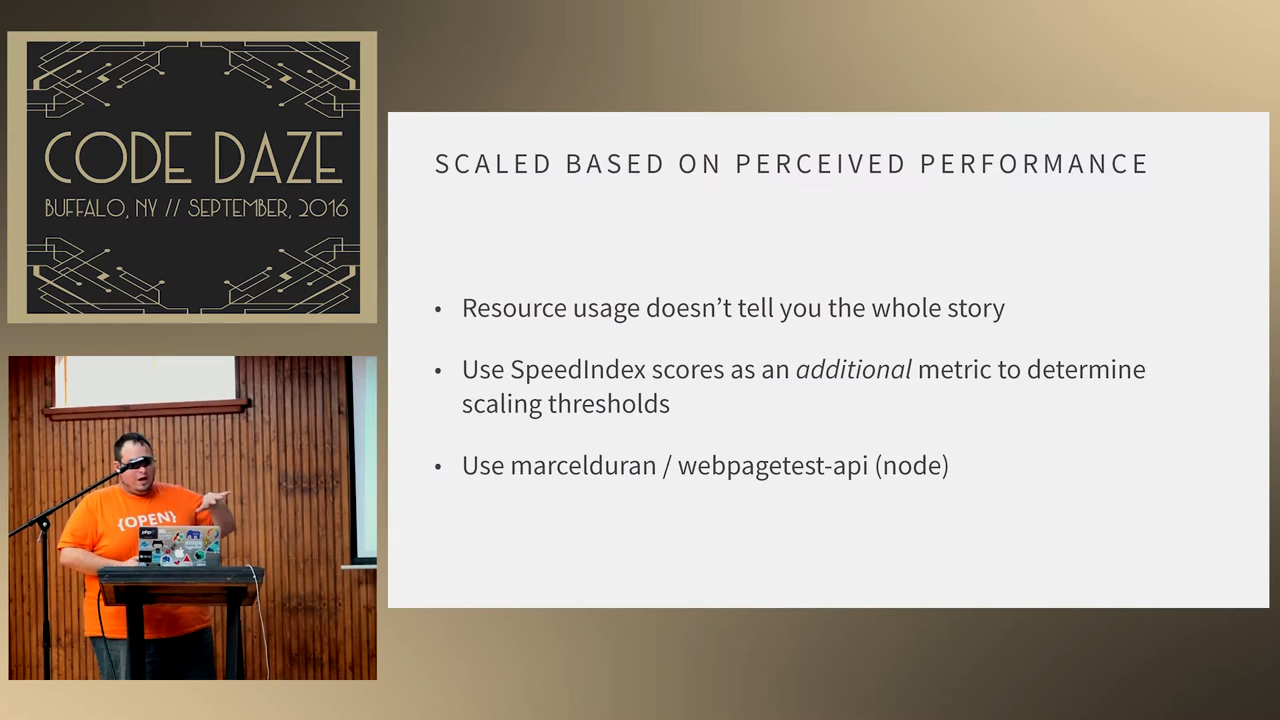 CODE DAZE
BUFFALO, NY // SEPTEMBER, 2016
SCALED BASED ON PERCEIVED PERFORMANCE
• Resource usage doesn’t tell you the whole story
• Use SpeedIndex scores as an additional metric to determine
scaling thresholds
• Use marcelduran / webpagetest-api (node)
{OPEN}
php